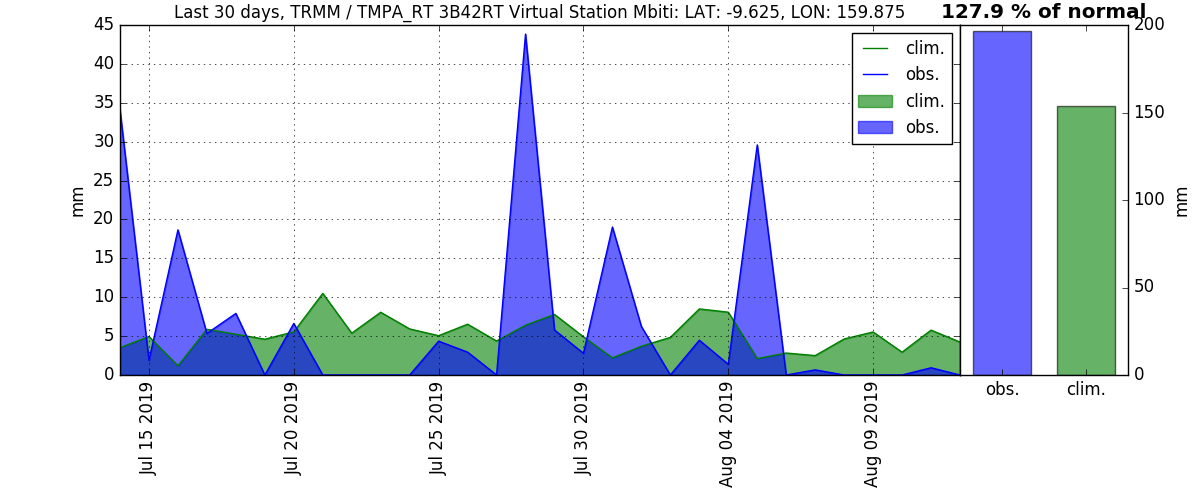 Last 30 days, TRMM / TMPA_RT 3B42RT Virtual Station Mbiti: LAT: -9.625, LON: 159.875
127.9 % of normal
45
40
35
30
25
20
15
10
5
0
mm
clim.
obs.
clim.
obs.
Jul 15 2019
Jul 20 2019
Jul 25 2019
Jul 30 2019
Aug 04 2019
Aug 09 2019
200
150
100
50
0
mm
obs.
clim.